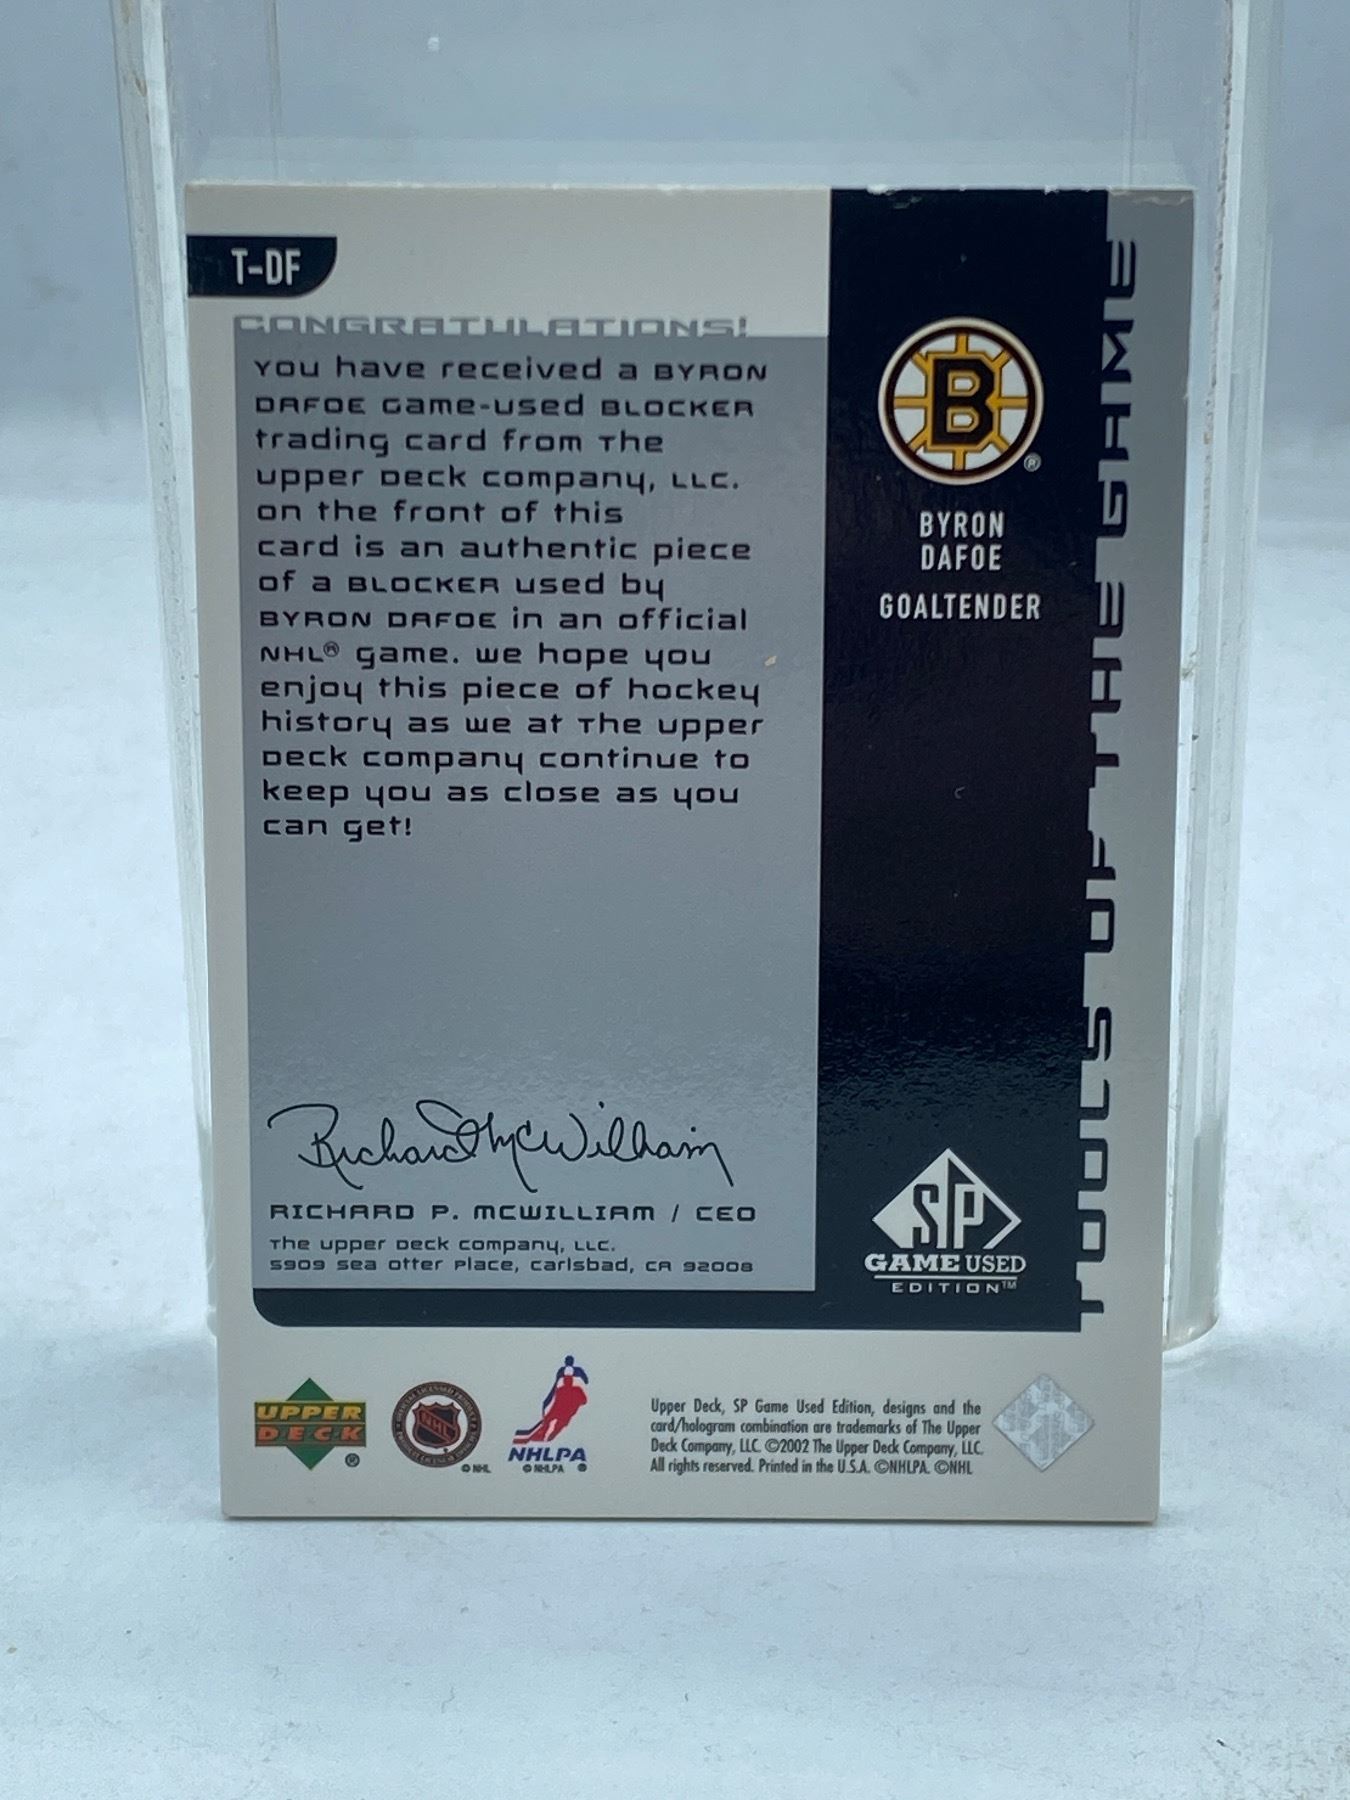 T-DF
CONGRATULATIONS!
You have received a BYRON
DAFOE Game-used BLOCKER
trading card from The
Upper Deck Company, LLC.
On the front of this
card is an authentic piece
of a BLOCKER used by
BYRON DAFOE in an official
NHL® game. We hope you
enjoy this piece of hockey
history as we at The Upper
Deck Company continue to
keep you as close as you
can get!
Richard McWilliam
RICHARD P. MCWILLIAM / CEO
The Upper Deck Company, LLC.
5909 Sea Otter Place, Carlsbad, CA 92008
B
®
BYRON
DAFOE
GOALTENDER
TOOLS OF THE GAME
SP
GAME USED
EDITION™
UPPER
DECK
®
NHL
© NHL
NHLPA
© NHLPA ®
Upper Deck, SP Game Used Edition, designs and the
card/hologram combination are trademarks of The Upper
Deck Company, LLC. ©2002 The Upper Deck Company, LLC.
All rights reserved. Printed in the U.S.A. ©NHLPA. ©NHL